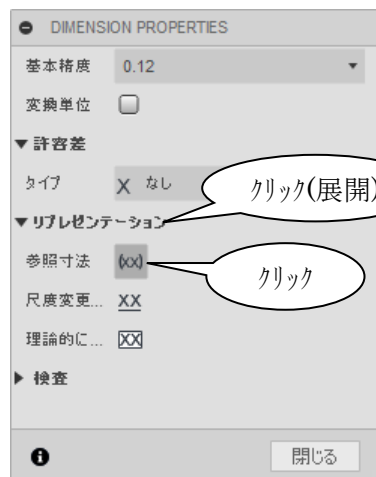 DIMENSION PROPERTIES
基本精度 0.12
変換単位
▼許容差
タイプ X なし
クリック(展開)
▼リプレゼンテーション
参照寸法 (xx)
クリック
尺度変更... XX
理論的に... XX
▶ 検査
閉じる